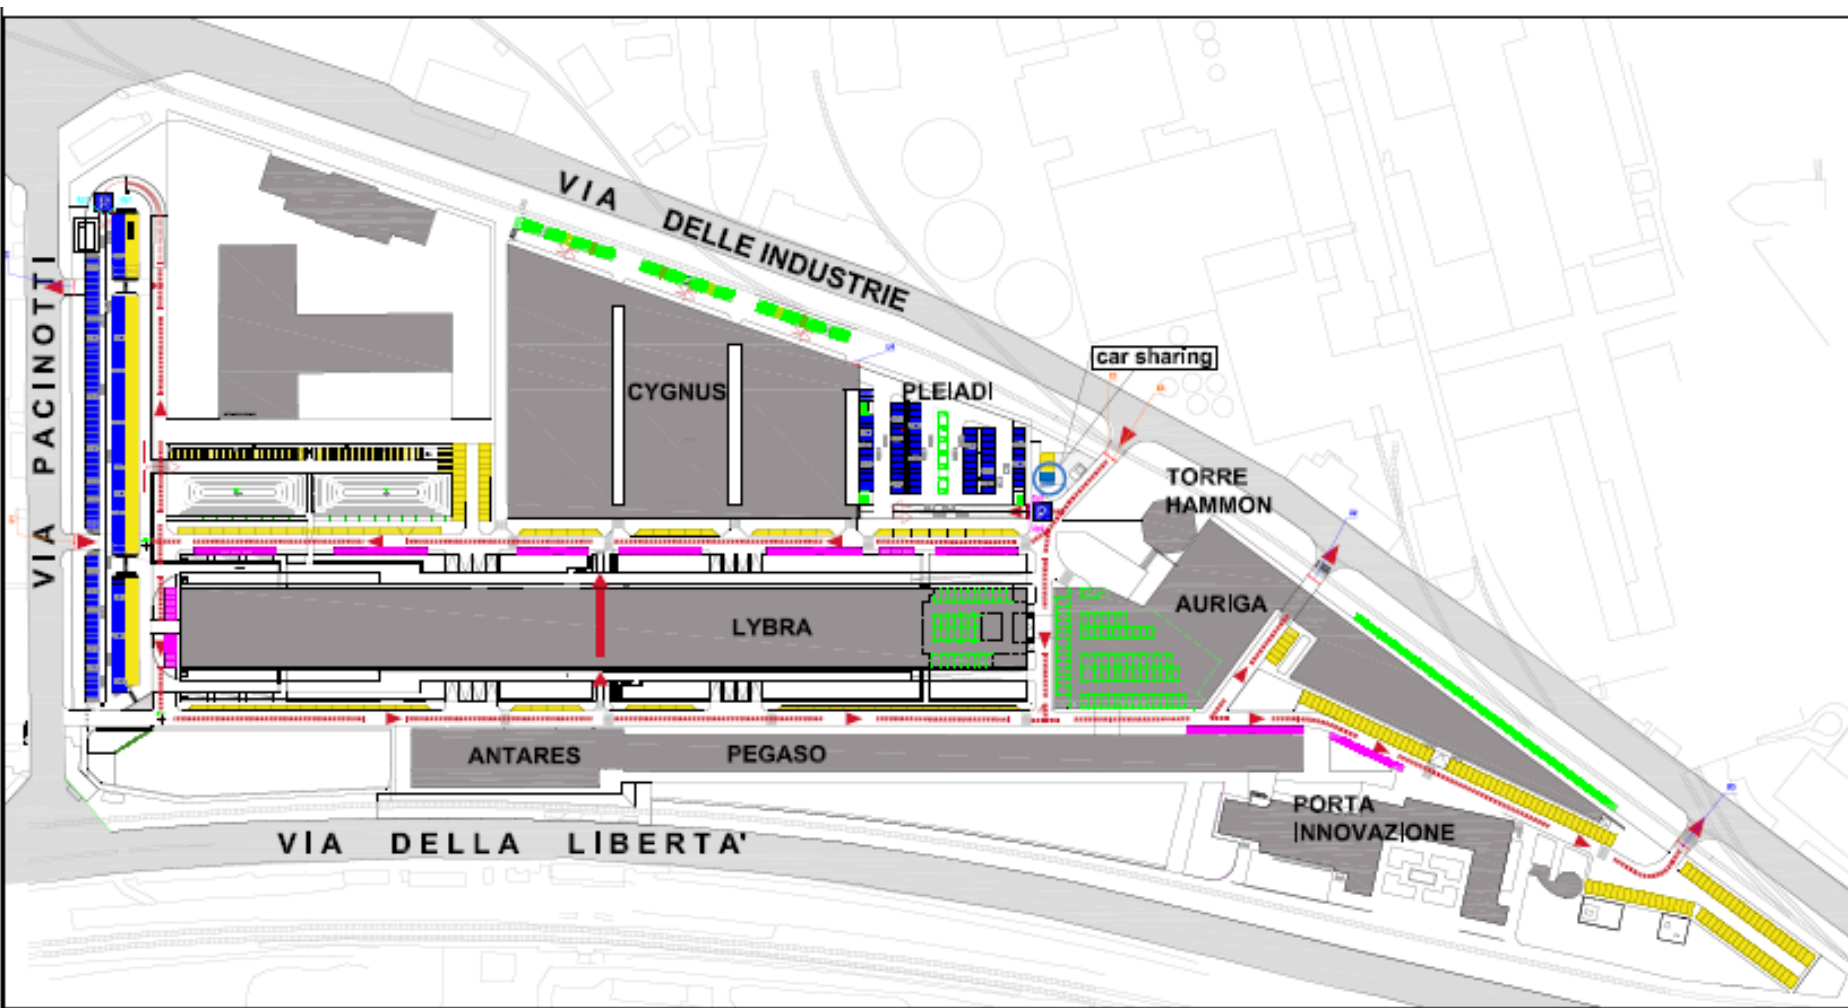 VIA DELLE INDUSTRIE
VIA PACINOTTI
car sharing
CYGNUS
PLEIADI
TORRE
HAMMON
AURIGA
LYBRA
ANTARES
PEGASO
PORTA
INNOVAZIONE
VIA DELLA LIBERTA'
P
P